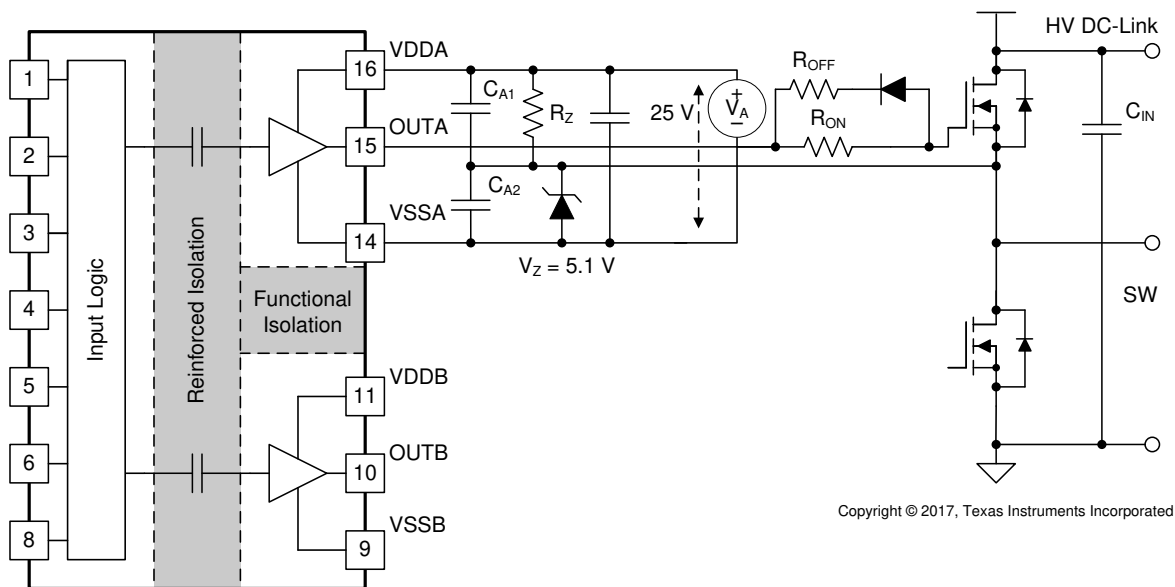 1
2
3
4
5
6
8
Input Logic
Reinforced Isolation
Functional
Isolation
VDDA
16
OUTA
15
VSSA
14
VDDB
11
OUTB
10
VSSB
9
CA1
RZ
CA2
VZ = 5.1 V
25 V
+
VA
−
ROFF
RON
HV DC-Link
CIN
SW
Copyright © 2017, Texas Instruments Incorporated